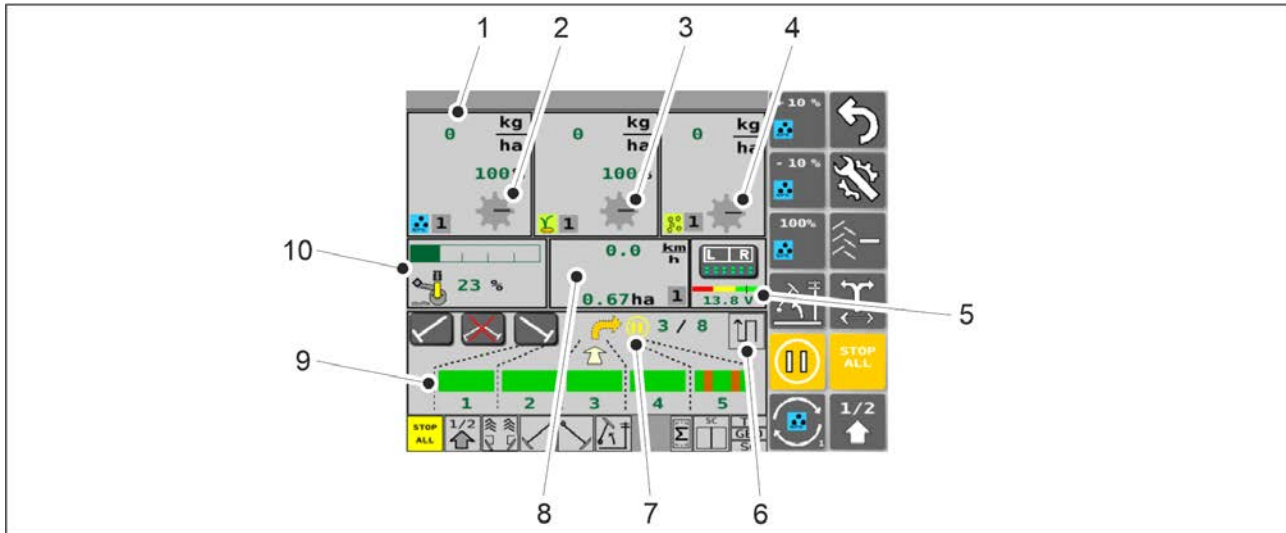 1 2 3 4
0 kg/ha 0 kg/ha 0 kg/ha
100% 100%
1 1 1
10
23 %
0.0 km/h
0.67ha 1
L R
13.8 V
5
3 / 8
9
1 2 3 4 5
STOP ALL 1/2 Σ SC
8 7 6
10 %
- 10 %
100%
STOP ALL
1
1/2